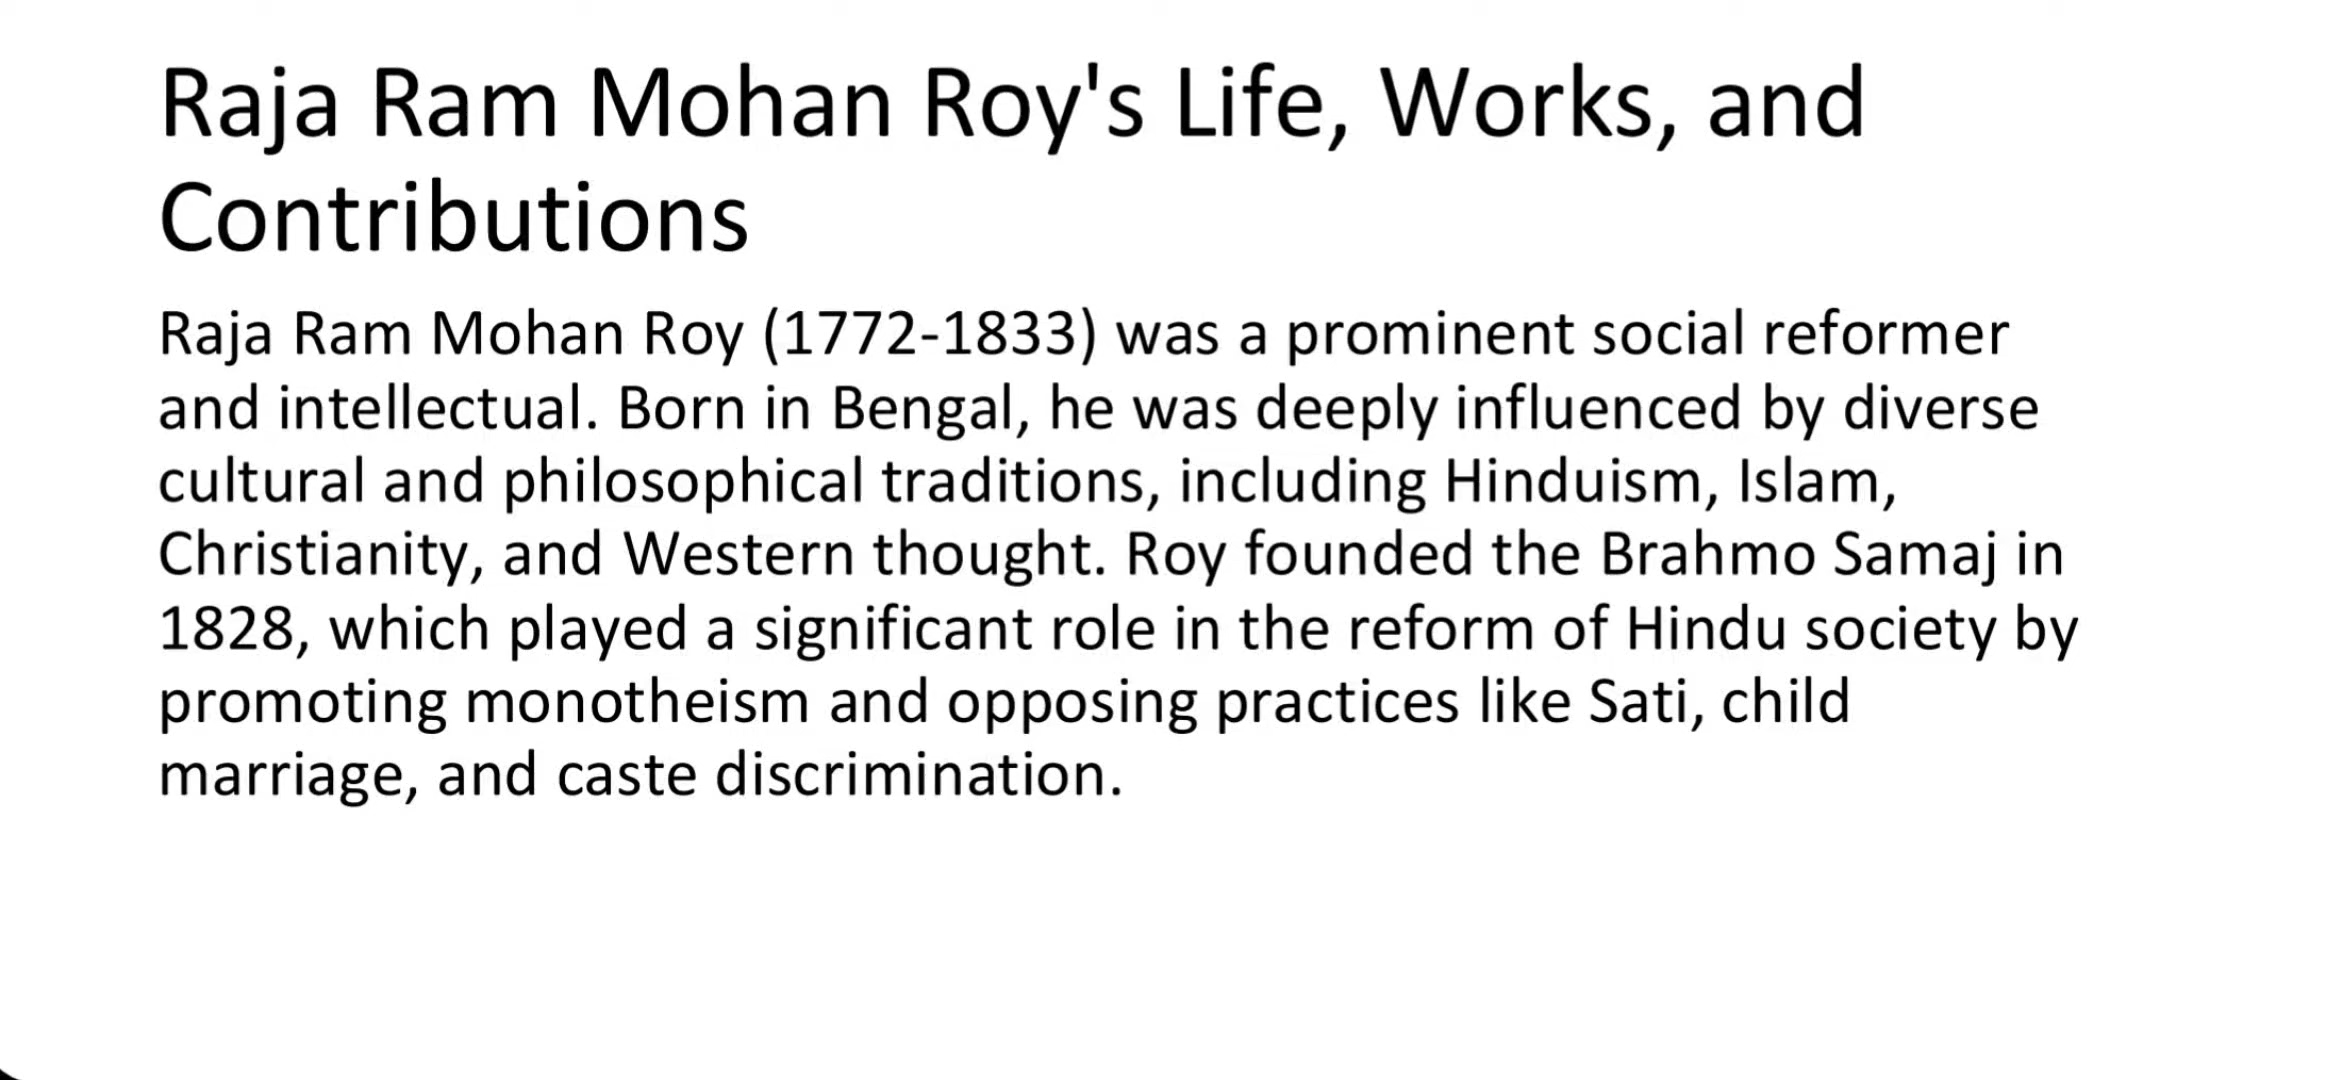 Raja Ram Mohan Roy's Life, Works, and
Contributions
Raja Ram Mohan Roy (1772-1833) was a prominent social reformer
and intellectual. Born in Bengal, he was deeply influenced by diverse
cultural and philosophical traditions, including Hinduism, Islam,
Christianity, and Western thought. Roy founded the Brahmo Samaj in
1828, which played a significant role in the reform of Hindu society by
promoting monotheism and opposing practices like Sati, child
marriage, and caste discrimination.